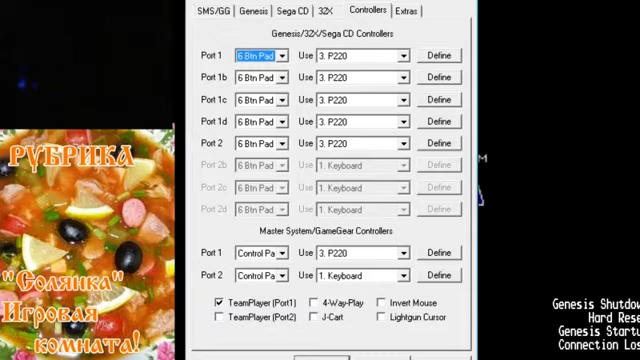 SMS/GG Genesis Sega CD 32X Controllers Extras
Genesis/32X/Sega CD Controllers
Port 1 6 Btn Pad Use 3. P220 Define
Port 1b 6 Btn Pad Use 3. P220 Define
Port 1c 6 Btn Pad Use 3. P220 Define
Port 1d 6 Btn Pad Use 3. P220 Define
Port 2 6 Btn Pad Use 3. P220 Define
Port 2b 6 Btn Pad Use 1. Keyboard Define
Port 2c 6 Btn Pad Use 1. Keyboard Define
Port 2d 6 Btn Pad Use 1. Keyboard Define
Master System/GameGear Controllers
Port 1 Control Pa Use 3. P220 Define
Port 2 Control Pa Use 1. Keyboard Define
TeamPlayer (Port1) 4-Way-Play Invert Mouse
TeamPlayer (Port2) J-Cart Lightgun Cursor
РУБРИКА
"Солянка"
Игровая
комната!
M
Genesis Shutdow
Hard Rese
Genesis Startu
Connection Los